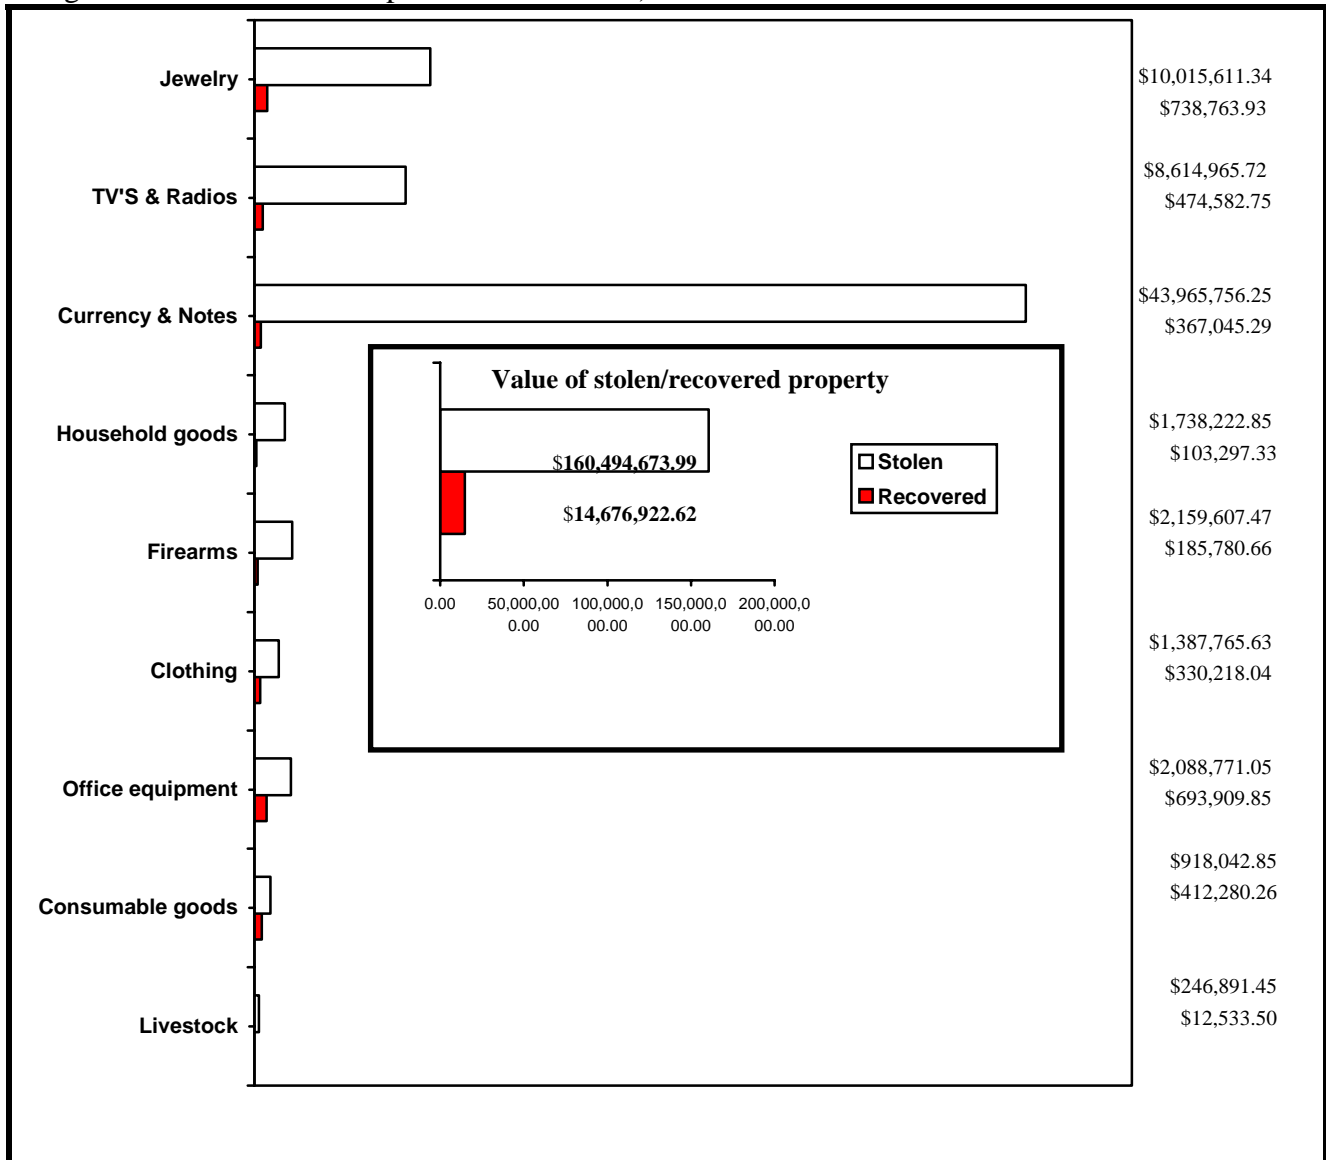 Jewelry
$10,015,611.34
$738,763.93
TV'S & Radios
$8,614,965.72
$474,582.75
Currency & Notes
$43,965,756.25
$367,045.29
Value of stolen/recovered property
Household goods
$1,738,222.85
$103,297.33
$160,494,673.99
$14,676,922.62
Stolen
Recovered
Firearms
$2,159,607.47
$185,780.66
0.00 50,000,00 100,000,0 150,000,0 200,000,0
0.00 00.00 00.00 00.00
Clothing
$1,387,765.63
$330,218.04
Office equipment
$2,088,771.05
$693,909.85
Consumable goods
$918,042.85
$412,280.26
Livestock
$246,891.45
$12,533.50